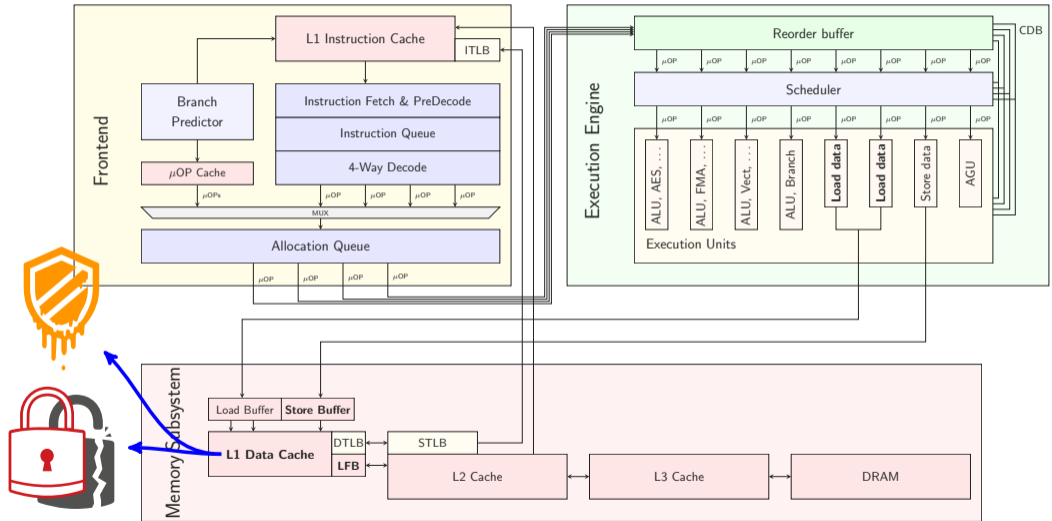 Frontend
L1 Instruction Cache
ITLB
Branch
Predictor
Instruction Fetch & PreDecode
Instruction Queue
μOP Cache
4-Way Decode
μOPs
μOP
μOP
μOP
μOP
MUX
Allocation Queue
μOP
μOP
μOP
μOP
Execution Engine
Reorder buffer
CDB
μOP
μOP
μOP
μOP
μOP
μOP
μOP
μOP
Scheduler
μOP
μOP
μOP
μOP
μOP
μOP
μOP
μOP
ALU, AES, ...
ALU, FMA, ...
ALU, Vect, ...
ALU, Branch
Load data
Load data
Store data
AGU
Execution Units
Memory Subsystem
Load Buffer
Store Buffer
L1 Data Cache
DTLB
STLB
LFB
L2 Cache
L3 Cache
DRAM